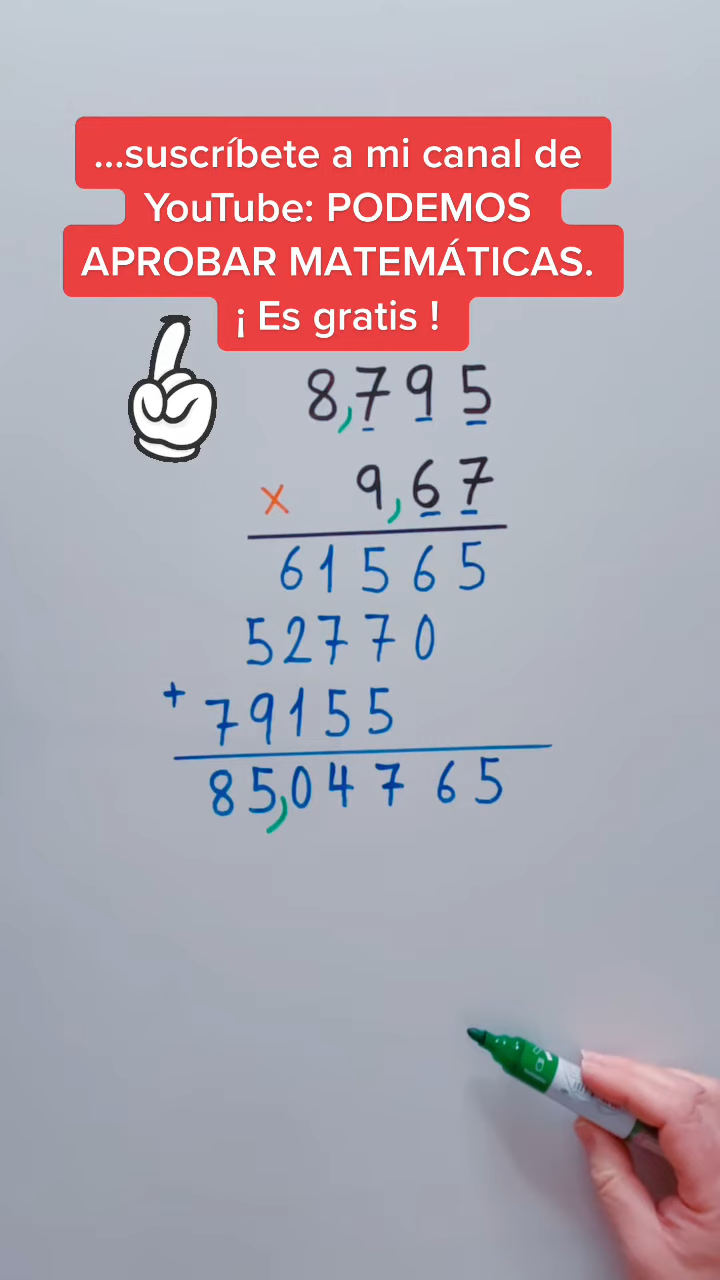 ...suscríbete a mi canal de
YouTube: PODEMOS
APROBAR MATEMÁTICAS.
¡ Es gratis !
8,795
x 9,67
61565
52770
+ 79155
85,04765